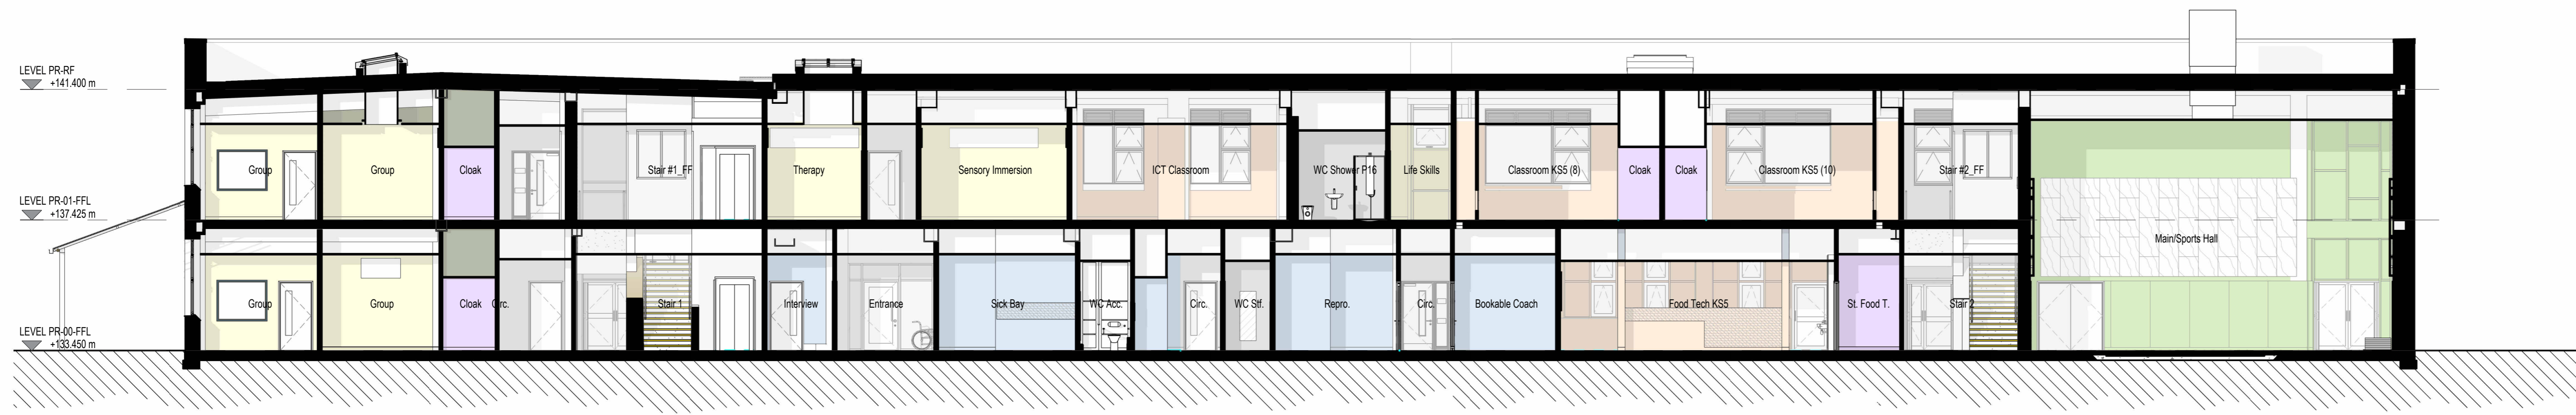 LEVEL PR-RF
+141.400 m
LEVEL PR-01-FFL
+137.425 m
Group
Group
Cloak
Stair #1_FF
Therapy
Sensory Immersion
ICT Classroom
WC Shower P16
Life Skills
Classroom KS5 (8)
Cloak
Cloak
Classroom KS5 (10)
Stair #2_FF
Main/Sports Hall
Group
Group
Cloak
Circ.
Stair 1
Interview
Entrance
Sick Bay
WC Acc.
Circ.
WC Stf.
Repro.
Circ.
Bookable Coach
Food Tech KS5
St. Food T.
Stair 2
LEVEL PR-00-FFL
+133.450 m